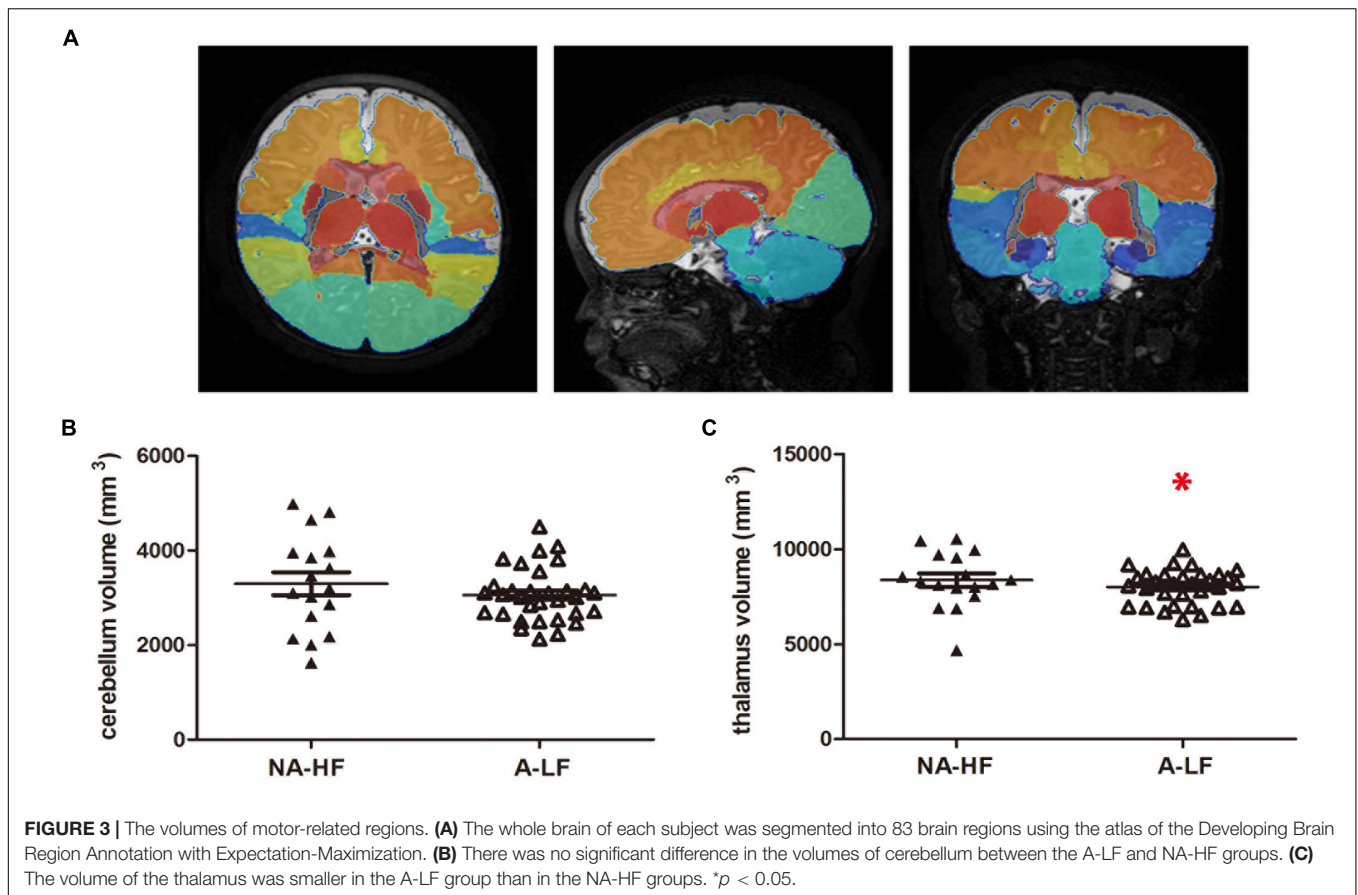 A
B
C
6000
4000
2000
0
cerebellum volume (mm 3)
NA-HF
A-LF
15000
10000
5000
0
thalamus volume (mm 3)
*
NA-HF
A-LF
FIGURE 3 | The volumes of motor-related regions. (A) The whole brain of each subject was segmented into 83 brain regions using the atlas of the Developing Brain
Region Annotation with Expectation-Maximization. (B) There was no significant difference in the volumes of cerebellum between the A-LF and NA-HF groups. (C)
The volume of the thalamus was smaller in the A-LF group than in the NA-HF groups. *p < 0.05.